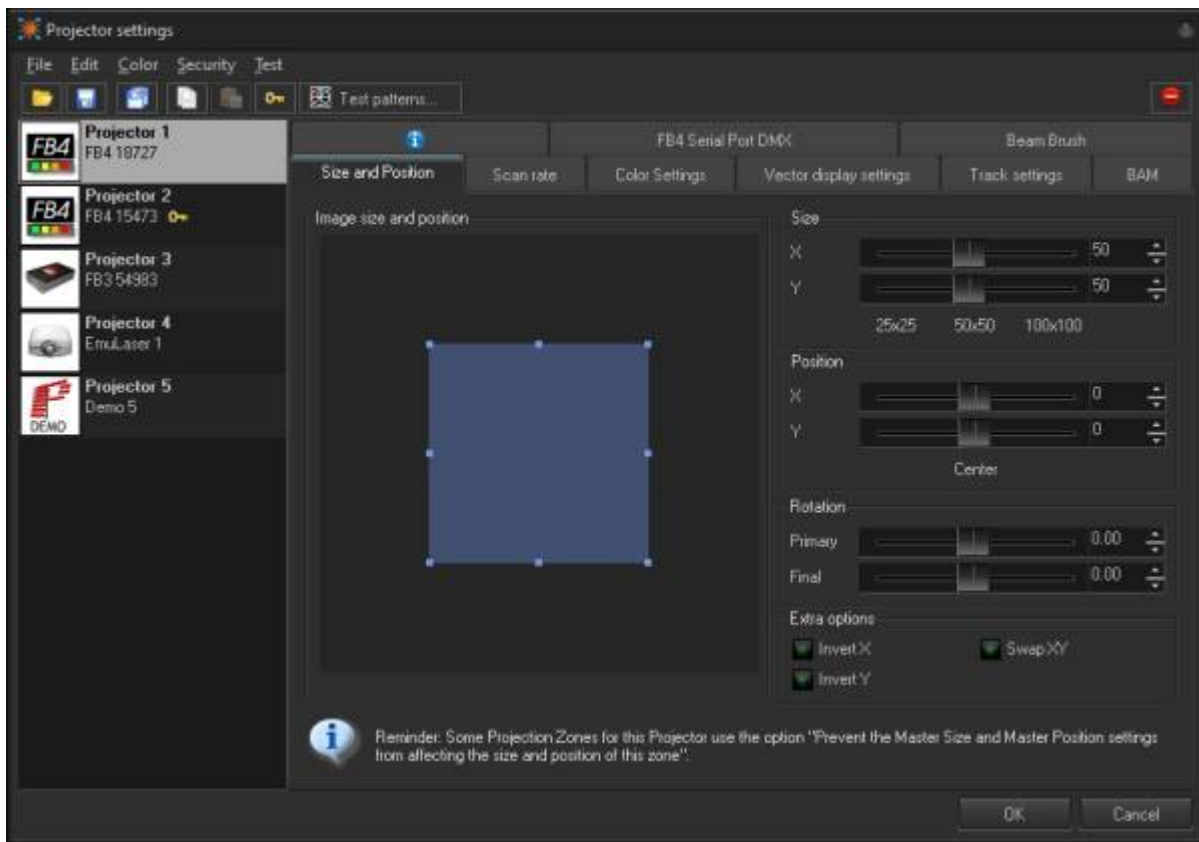 Projector settings
File Edit Color Security Test
Test patterns...
FB4 Projector 1
FB4 18727
FB4 Projector 2
FB4 15473
Projector 3
FB3 54983
Projector 4
EmuLaser 1
Projector 5
Demo 5
DEMO
FB4 Serial Port DMX Beam Brush
Size and Position Scan rate Color Settings Vector display settings Track settings BAM
Image size and position
Size
X 50
Y 50
25x25 50x50 100x100
Position
X 0
Y 0
Center
Rotation
Primary 0.00
Final 0.00
Extra options
Invert X Swap XY
Invert Y
Reminder: Some Projection Zones for this Projector use the option "Prevent the Master Size and Master Position settings
from affecting the size and position of this zone".
OK Cancel